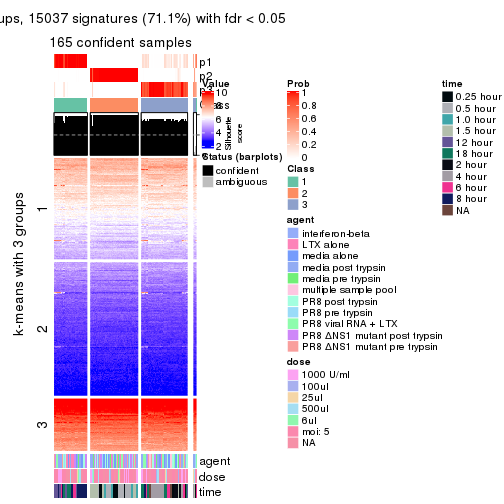 ups, 15037 signatures (71.1%) with fdr < 0.05
165 confident samples
p1
p2
Value
10
8
6
4
2
Silhouette
score
Status (barplots)
confident
ambiguous
k-means with 3 groups
1
2
3
agent
dose
time
Prob
1
0.8
0.6
0.4
0.2
0
Class
1
2
3
agent
interferon-beta
LTX alone
media alone
media post trypsin
media pre trypsin
multiple sample pool
PR8 post trypsin
PR8 pre trypsin
PR8 viral RNA + LTX
PR8 ΔNS1 mutant post trypsin
PR8 ΔNS1 mutant pre trypsin
dose
1000 U/ml
100ul
25ul
500ul
6ul
moi: 5
NA
time
0.25 hour
0.5 hour
1.0 hour
1.5 hour
12 hour
18 hour
2 hour
4 hour
6 hour
8 hour
NA